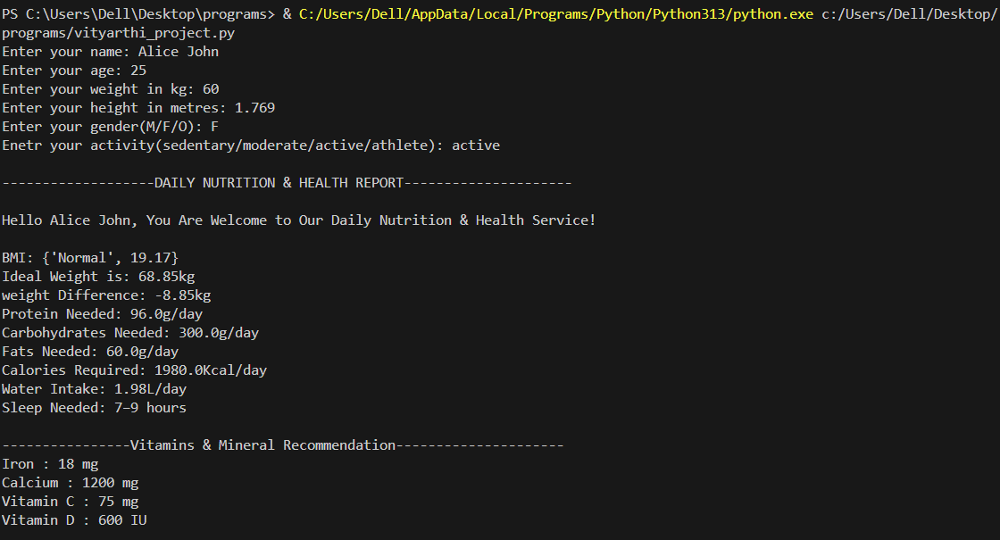 PS C:\Users\Dell\Desktop\programs> & C:/Users/Dell/AppData/Local/Programs/Python/Python313/python.exe c:/Users/Dell/Desktop/
programs/vityarthi_project.py
Enter your name: Alice John
Enter your age: 25
Enter your weight in kg: 60
Enter your height in metres: 1.769
Enter your gender(M/F/O): F
Enetr your activity(sedentary/moderate/active/athlete): active
-------------------DAILY NUTRITION & HEALTH REPORT---------------------
Hello Alice John, You Are Welcome to Our Daily Nutrition & Health Service!
BMI: {'Normal', 19.17}
Ideal Weight is: 68.85kg
weight Difference: -8.85kg
Protein Needed: 96.0g/day
Carbohydrates Needed: 300.0g/day
Fats Needed: 60.0g/day
Calories Required: 1980.0Kcal/day
Water Intake: 1.98L/day
Sleep Needed: 7–9 hours
----------------Vitamins & Mineral Recommendation---------------------
Iron : 18 mg
Calcium : 1200 mg
Vitamin C : 75 mg
Vitamin D : 600 IU